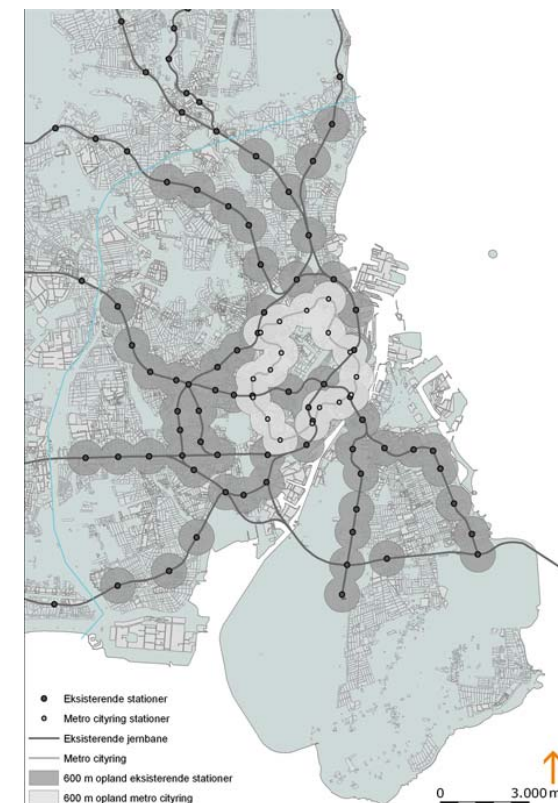 Eksisterende stationer
Metro cityring stationer
Eksisterende jernbane
Metro cityring
600 m opland eksisterende stationer
600 m opland metro cityring
0 3.000 m